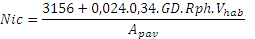 Nic = 3156 + 0,024.0,34.GD.Rph.V_hab / A_pav